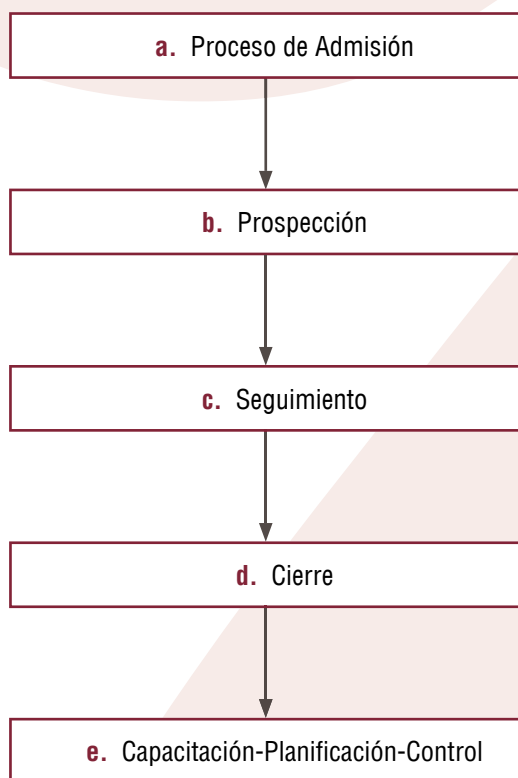 a. Proceso de Admisión
b. Prospección
c. Seguimiento
d. Cierre
e. Capacitación-Planificación-Control